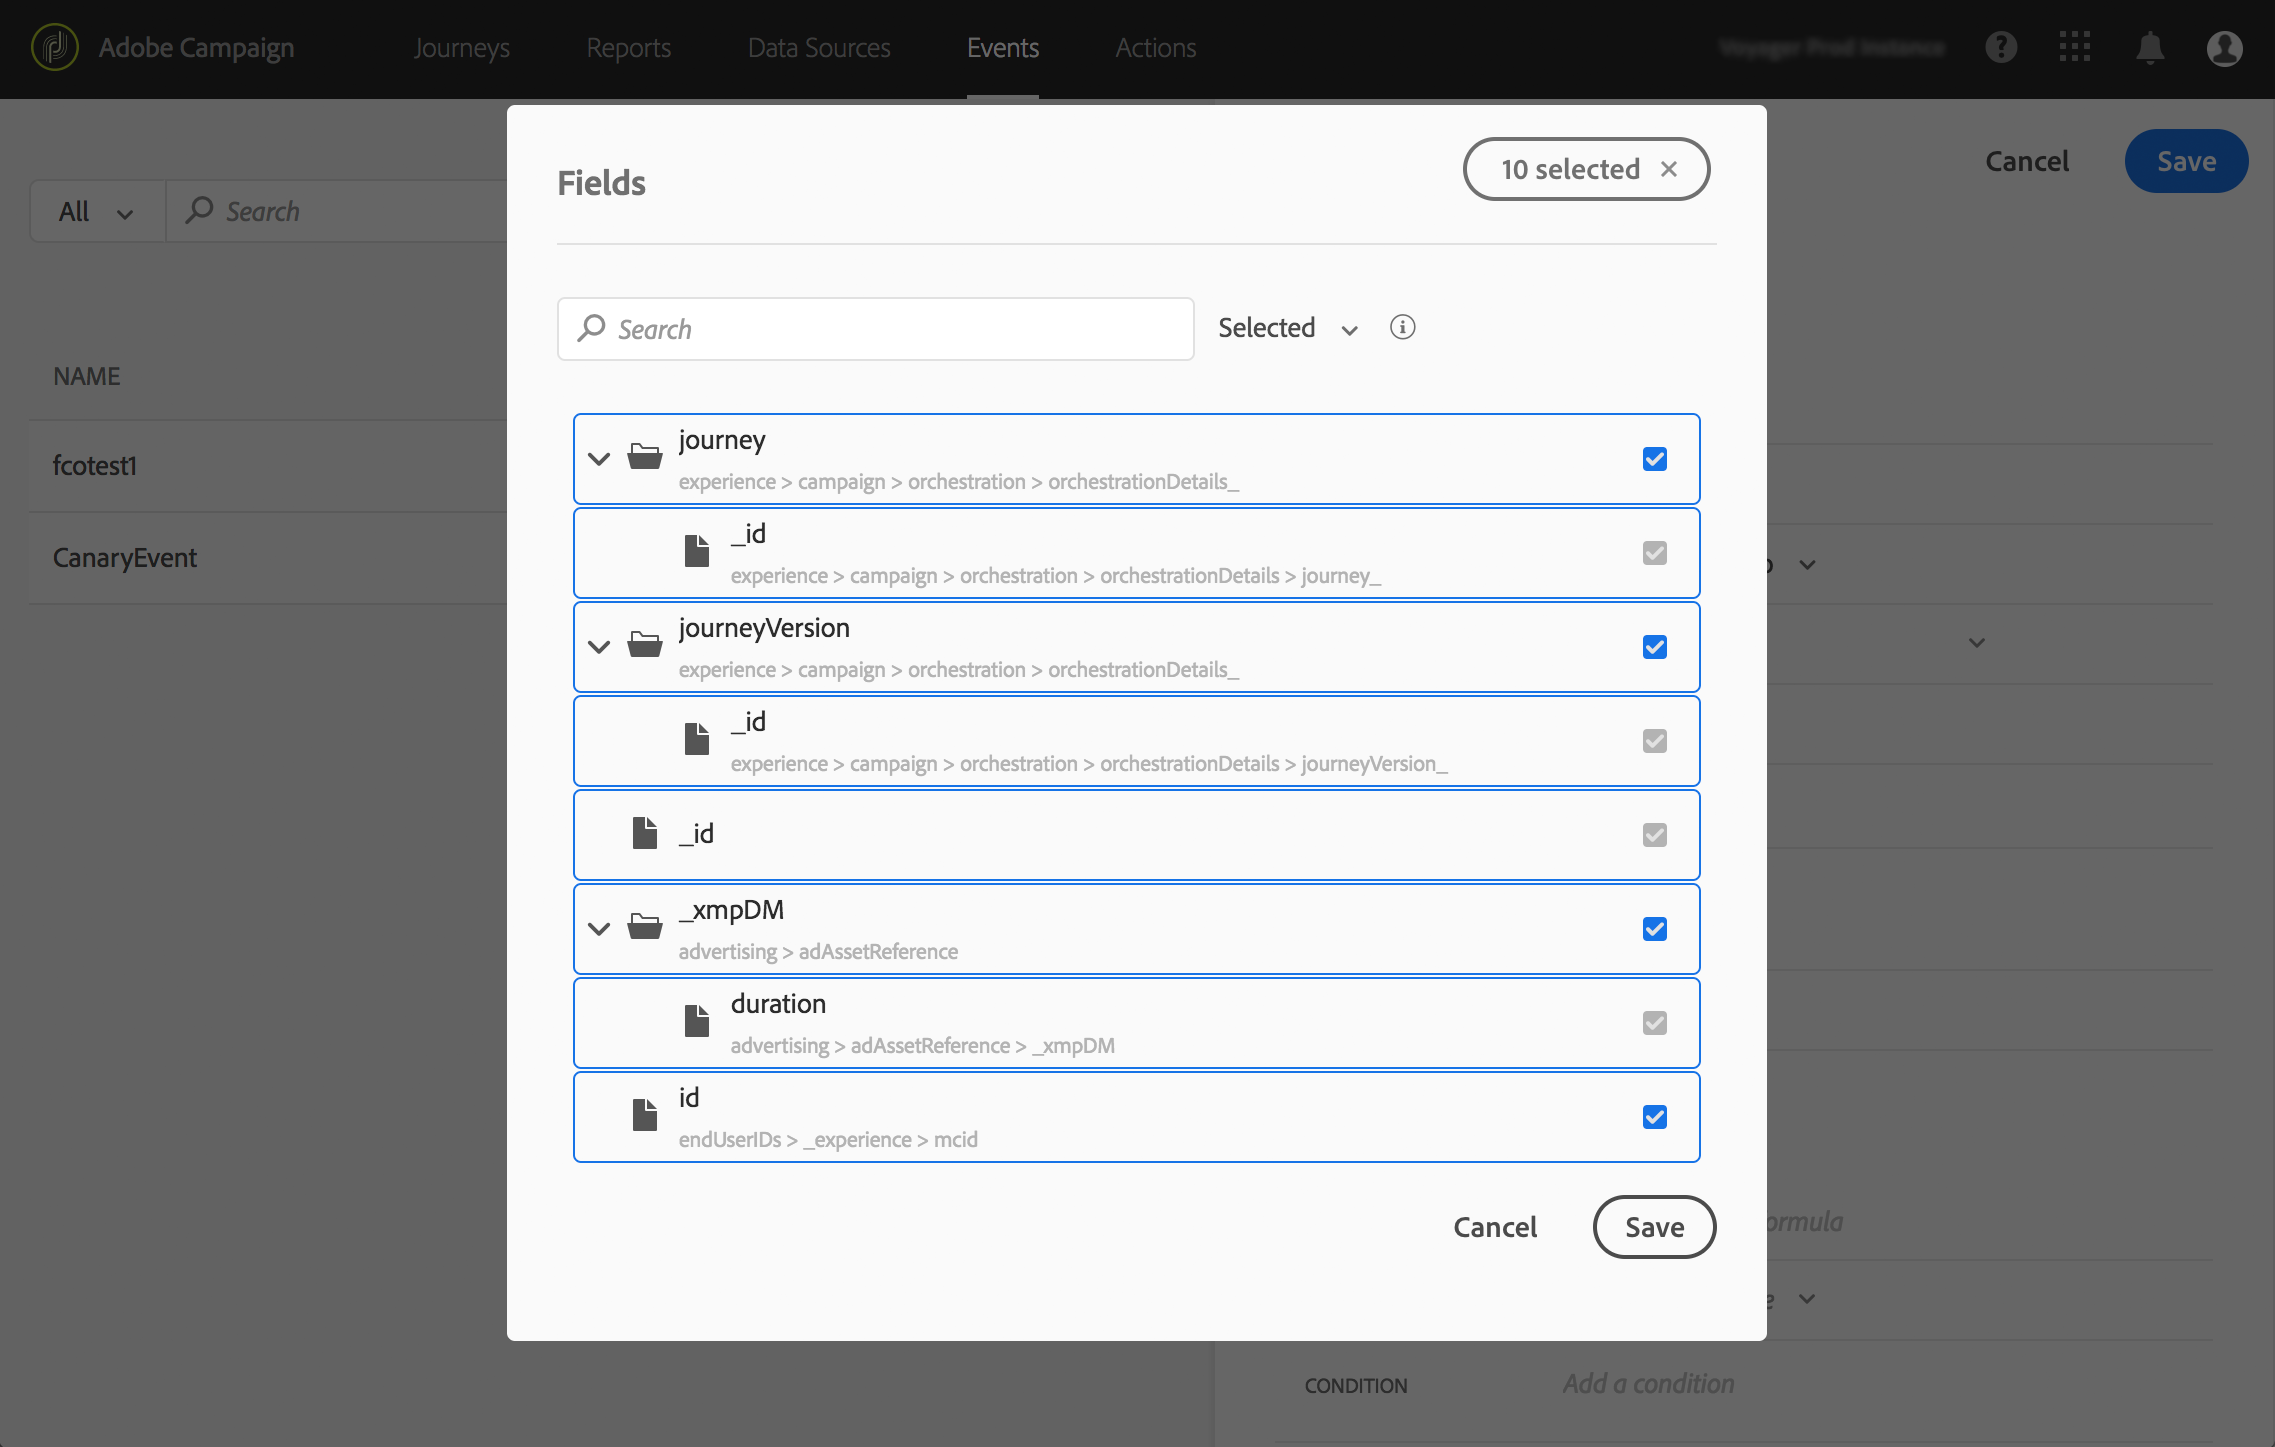 Adobe Campaign
Journeys
Reports
Data Sources
Events
Actions
Voyager Prod Instance
Cancel
Save
All
Search
NAME
fcotest1
CanaryEvent
Fields
10 selected
Search
Selected
journey
experience > campaign > orchestration > orchestrationDetails_
_id
experience > campaign > orchestration > orchestrationDetails > journey_
journeyVersion
experience > campaign > orchestration > orchestrationDetails_
_id
experience > campaign > orchestration > orchestrationDetails > journeyVersion_
_id
_xmpDM
advertising > adAssetReference
duration
advertising > adAssetReference > _xmpDM
id
endUserIDs > _experience > mcid
Cancel
Save
ormula
CONDITION
Add a condition